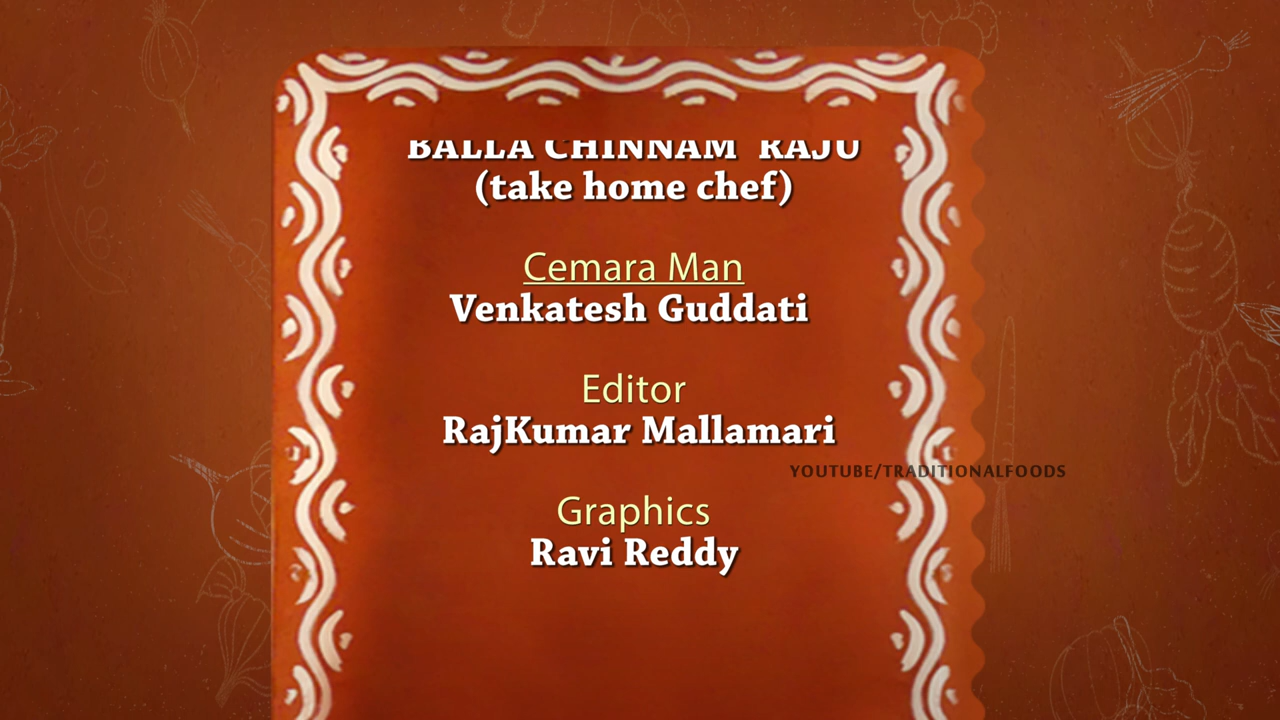 BALLA CHINNAM RAJU
(take home chef)
Cemara Man
Venkatesh Guddati
Editor
RajKumar Mallamari
YOUTUBE/TRADITIONALFOODS
Graphics
Ravi Reddy